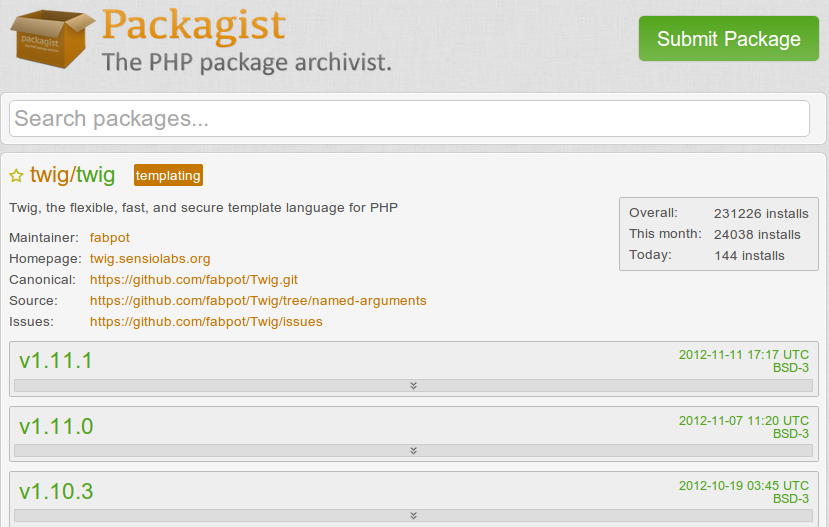 packagist
Packagist
The PHP package archivist.
Submit Package
Search packages...
twig/twig templating
Twig, the flexible, fast, and secure template language for PHP
Maintainer: fabpot
Homepage: twig.sensiolabs.org
Canonical: https://github.com/fabpot/Twig.git
Source: https://github.com/fabpot/Twig/tree/named-arguments
Issues: https://github.com/fabpot/Twig/issues
Overall: 231226 installs
This month: 24038 installs
Today: 144 installs
v1.11.1 2012-11-11 17:17 UTC
BSD-3
v1.11.0 2012-11-07 11:20 UTC
BSD-3
v1.10.3 2012-10-19 03:45 UTC
BSD-3